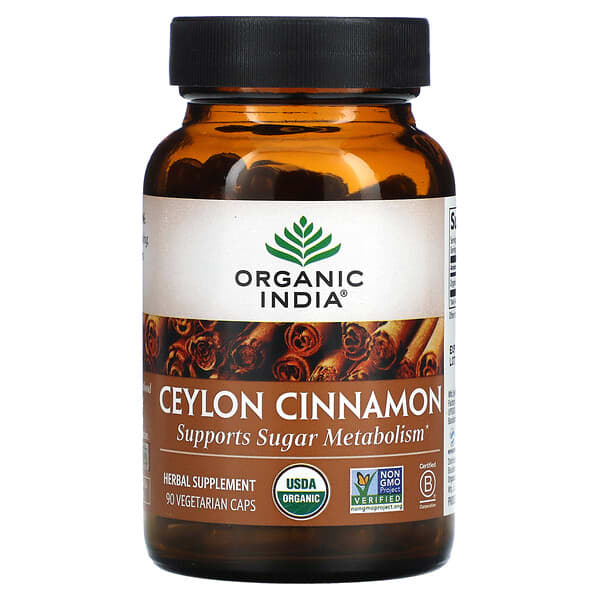 ORGANIC
INDIA®
CEYLON CINNAMON
Supports Sugar Metabolism*
HERBAL SUPPLEMENT
90 VEGETARIAN CAPS
USDA
ORGANIC
NON
GMO
Project
VERIFIED
nongmoproject.org
Certified
B
Corporation